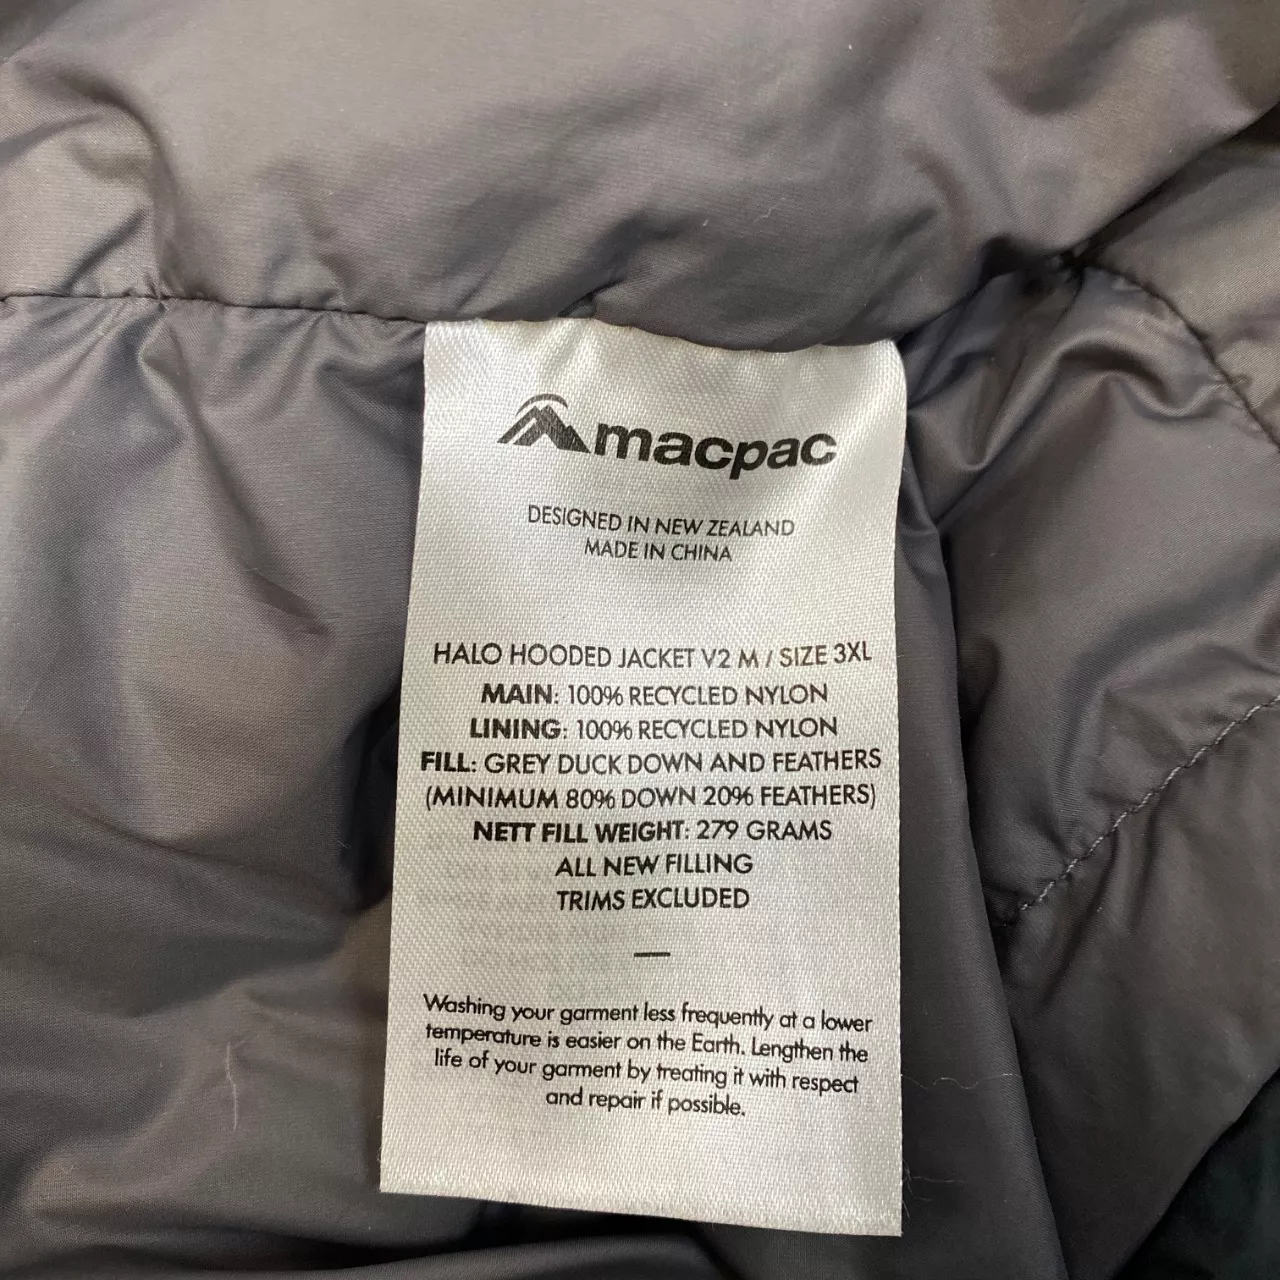 macpac
DESIGNED IN NEW ZEALAND
MADE IN CHINA
HALO HOODED JACKET V2 M / SIZE 3XL
MAIN: 100% RECYCLED NYLON
LINING: 100% RECYCLED NYLON
FILL: GREY DUCK DOWN AND FEATHERS
(MINIMUM 80% DOWN 20% FEATHERS)
NETT FILL WEIGHT: 279 GRAMS
ALL NEW FILLING
TRIMS EXCLUDED
—
Washing your garment less frequently at a lower
temperature is easier on the Earth. Lengthen the
life of your garment by treating it with respect
and repair if possible.